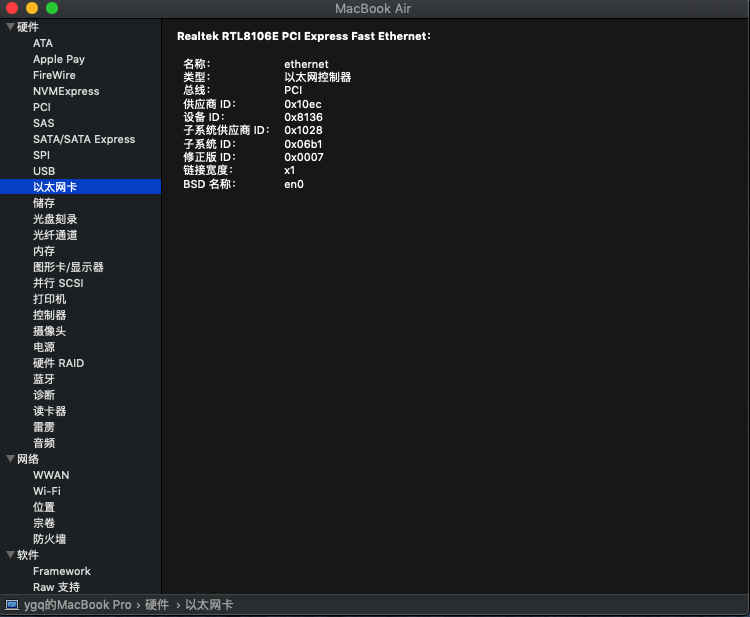 MacBook Air
硬件
ATA
Apple Pay
FireWire
NVMExpress
PCI
SAS
SATA/SATA Express
SPI
USB
以太网卡
储存
光盘刻录
光纤通道
内存
图形卡/显示器
并行 SCSI
打印机
控制器
摄像头
电源
硬件 RAID
蓝牙
诊断
读卡器
雷雳
音频
网络
WWAN
Wi-Fi
位置
宗卷
防火墙
软件
Framework
Raw 支持
Realtek RTL8106E PCI Express Fast Ethernet：
名称： ethernet
类型： 以太网控制器
总线： PCI
供应商 ID： 0x10ec
设备 ID： 0x8136
子系统供应商 ID： 0x1028
子系统 ID： 0x06b1
修正版 ID： 0x0007
链接宽度： x1
BSD 名称： en0
ygq的MacBook Pro › 硬件 › 以太网卡